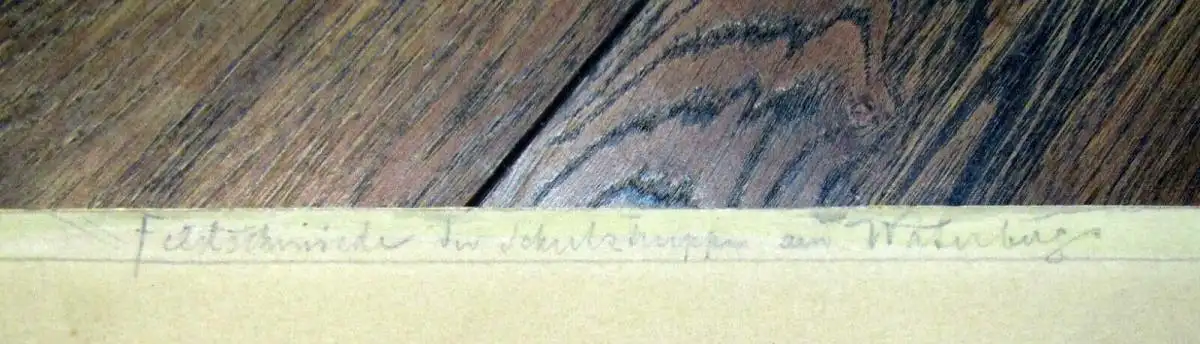 Feldschmiede der Schutztruppe am Waterberg